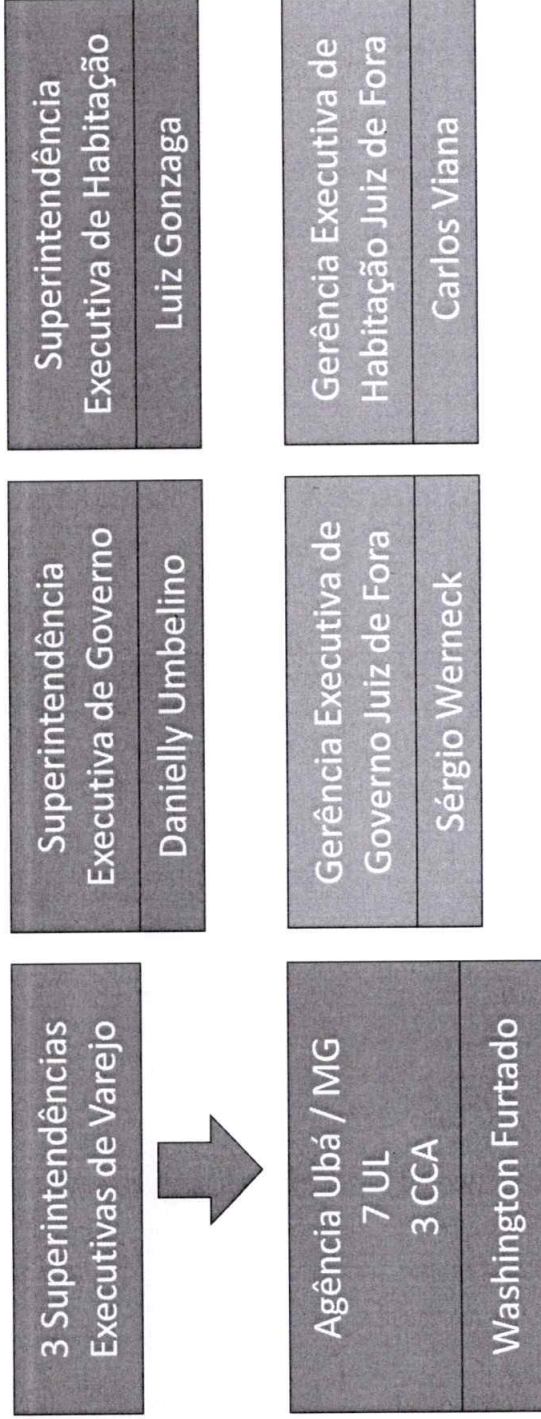 3 Superintendências
Executivas de Varejo
Superintendência
Executiva de Governo
Danielly Umbelino
Superintendência
Executiva de Habitação
Luiz Gonzaga
Agência Ubá / MG
7 UL
3 CCA
Washington Furtado
Gerência Executiva de
Governo Juiz de Fora
Sérgio Werneck
Gerência Executiva de
Habitação Juiz de Fora
Carlos Viana